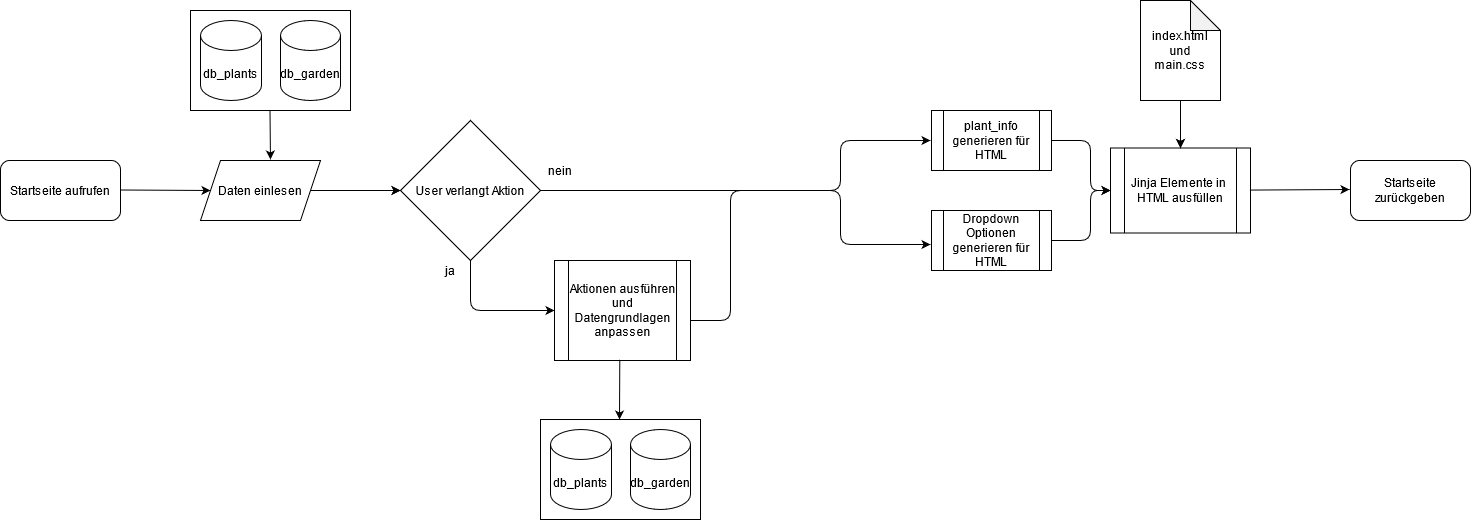 db_plants
db_garden
Startseite aufrufen
Daten einlesen
User verlangt Aktion
nein
ja
Aktionen ausführen
und
Datengrundlagen
anpassen
db_plants
db_garden
plant_info
generieren für
HTML
Dropdown
Optionen
generieren für
HTML
index.html
und
main.css
Jinja Elemente in
HTML ausfüllen
Startseite
zurückgeben